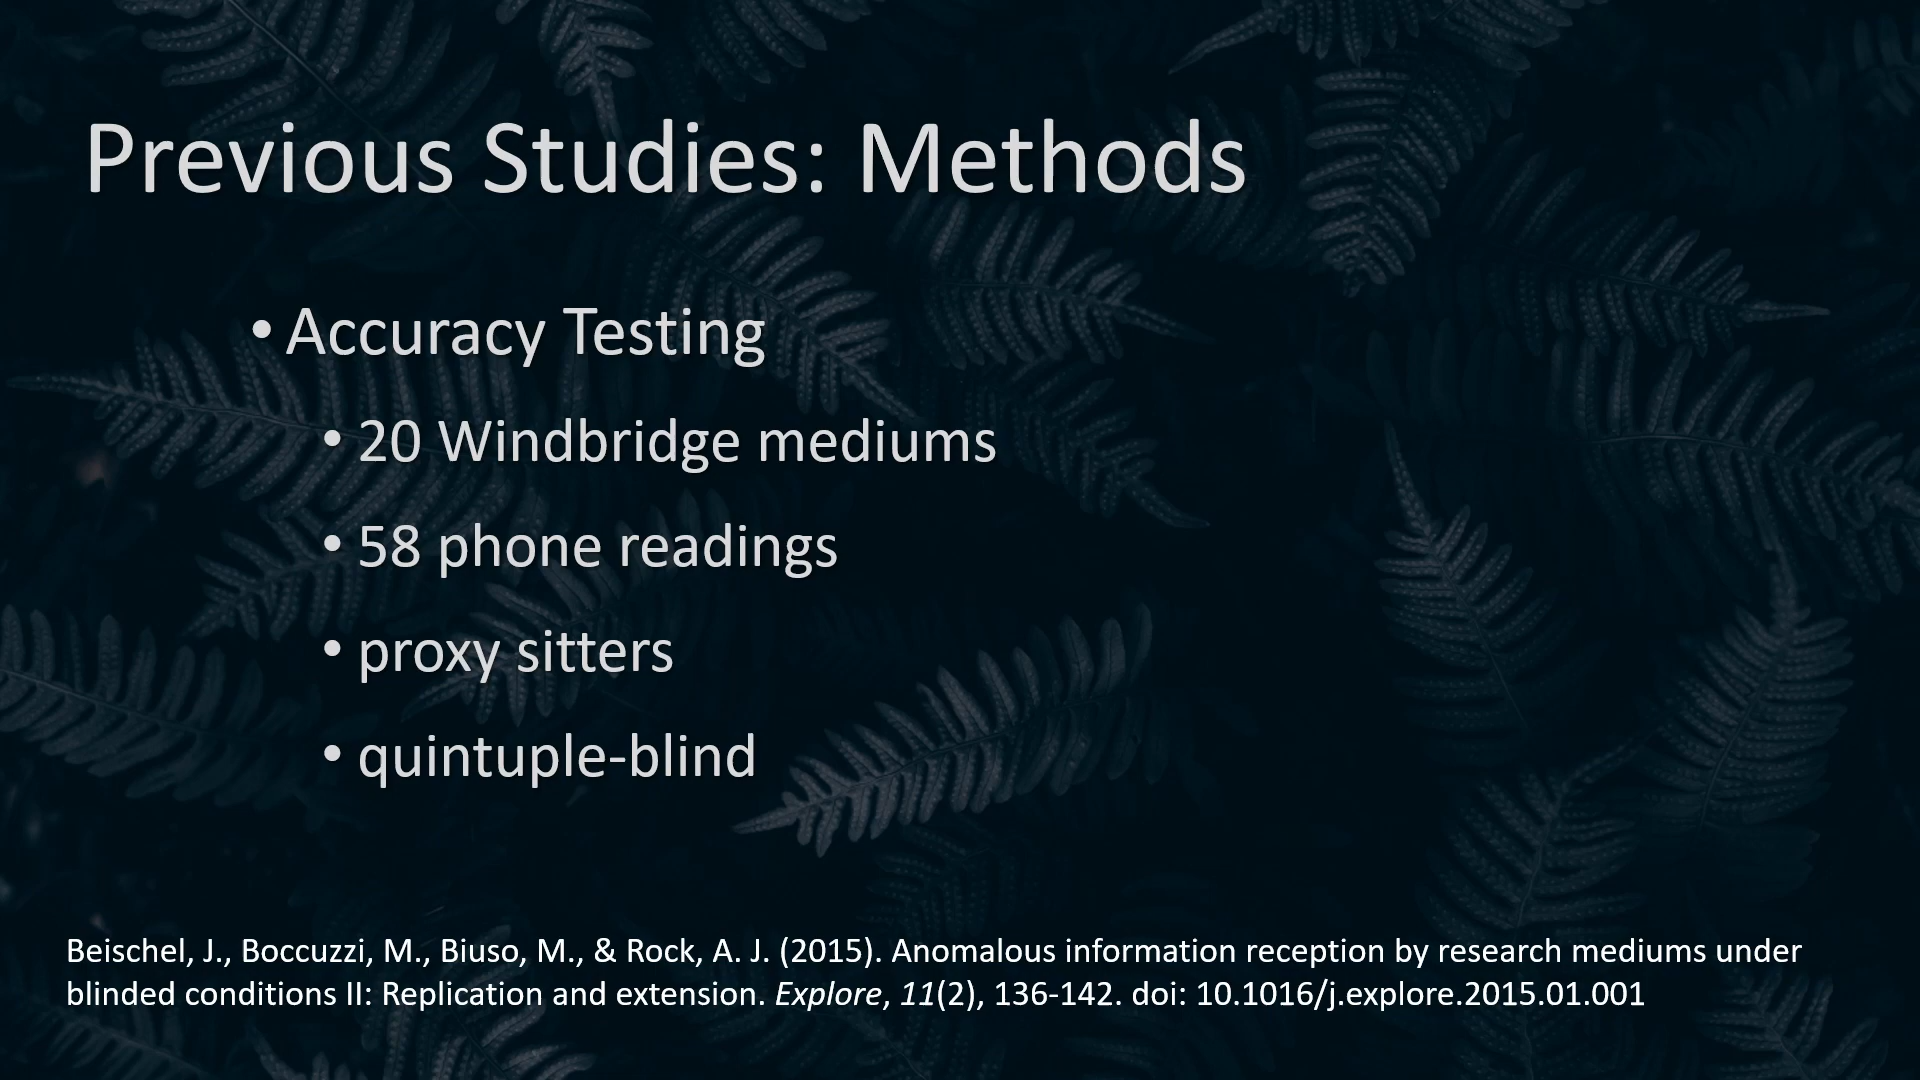 Previous Studies: Methods
• Accuracy Testing
• 20 Windbridge mediums
• 58 phone readings
• proxy sitters
• quintuple-blind
Beischel, J., Boccuzzi, M., Biuso, M., & Rock, A. J. (2015). Anomalous information reception by research mediums under
blinded conditions II: Replication and extension. Explore, 11(2), 136-142. doi: 10.1016/j.explore.2015.01.001